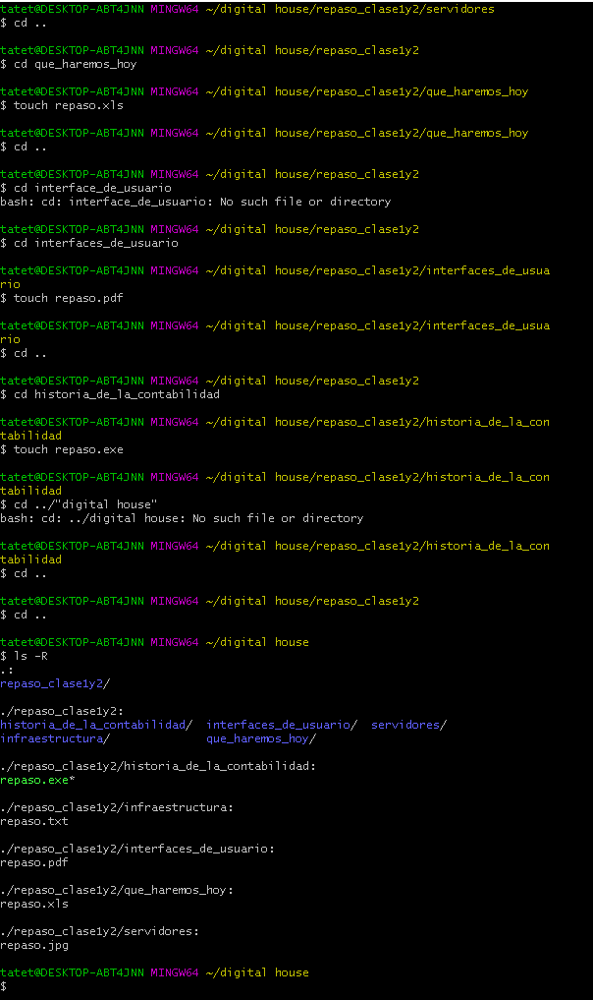 tatet@DESKTOP-ABT4JNN MINGW64 ~/digital house/repaso_clase1y2/servidores
$ cd ..
tatet@DESKTOP-ABT4JNN MINGW64 ~/digital house/repaso_clase1y2
$ cd que_haremos_hoy
tatet@DESKTOP-ABT4JNN MINGW64 ~/digital house/repaso_clase1y2/que_haremos_hoy
$ touch repaso.xls
tatet@DESKTOP-ABT4JNN MINGW64 ~/digital house/repaso_clase1y2/que_haremos_hoy
$ cd ..
tatet@DESKTOP-ABT4JNN MINGW64 ~/digital house/repaso_clase1y2
$ cd interface_de_usuario
bash: cd: interface_de_usuario: No such file or directory
tatet@DESKTOP-ABT4JNN MINGW64 ~/digital house/repaso_clase1y2
$ cd interfaces_de_usuario
tatet@DESKTOP-ABT4JNN MINGW64 ~/digital house/repaso_clase1y2/interfaces_de_usua
rio
$ touch repaso.pdf
tatet@DESKTOP-ABT4JNN MINGW64 ~/digital house/repaso_clase1y2/interfaces_de_usua
rio
$ cd ..
tatet@DESKTOP-ABT4JNN MINGW64 ~/digital house/repaso_clase1y2
$ cd historia_de_la_contabilidad
tatet@DESKTOP-ABT4JNN MINGW64 ~/digital house/repaso_clase1y2/historia_de_la_con
tabilidad
$ touch repaso.exe
tatet@DESKTOP-ABT4JNN MINGW64 ~/digital house/repaso_clase1y2/historia_de_la_con
tabilidad
$ cd ../"digital house"
bash: cd: ../digital house: No such file or directory
tatet@DESKTOP-ABT4JNN MINGW64 ~/digital house/repaso_clase1y2/historia_de_la_con
tabilidad
$ cd ..
tatet@DESKTOP-ABT4JNN MINGW64 ~/digital house/repaso_clase1y2
$ cd ..
tatet@DESKTOP-ABT4JNN MINGW64 ~/digital house
$ ls -R
.:
repaso_clase1y2/
./repaso_clase1y2:
historia_de_la_contabilidad/  interfaces_de_usuario/  servidores/
infraestructura/              que_haremos_hoy/
./repaso_clase1y2/historia_de_la_contabilidad:
repaso.exe*
./repaso_clase1y2/infraestructura:
repaso.txt
./repaso_clase1y2/interfaces_de_usuario:
repaso.pdf
./repaso_clase1y2/que_haremos_hoy:
repaso.xls
./repaso_clase1y2/servidores:
repaso.jpg
tatet@DESKTOP-ABT4JNN MINGW64 ~/digital house
$